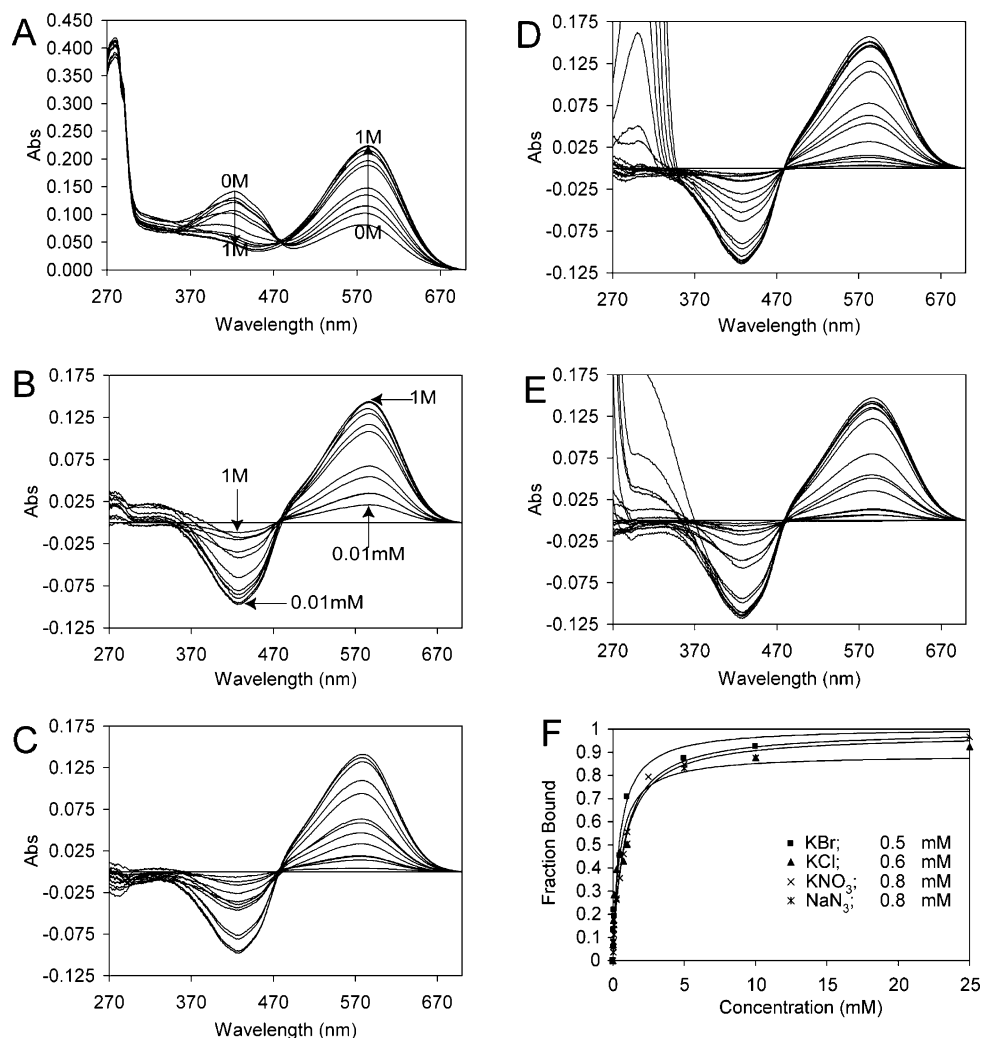 A
0.450
0.400
0.350
0.300
0.250
0.200
0.150
0.100
0.050
0.000
Abs
0M
1M
1M
0M
270 370 470 570 670
Wavelength (nm)
B
0.175
0.125
0.075
0.025
-0.025
-0.075
-0.125
Abs
1M
1M
0.01mM
0.01mM
270 370 470 570 670
Wavelength (nm)
C
0.175
0.125
0.075
0.025
-0.025
-0.075
-0.125
Abs
270 370 470 570 670
Wavelength (nm)
D
0.175
0.125
0.075
0.025
-0.025
-0.075
-0.125
Abs
270 370 470 570 670
Wavelength (nm)
E
0.175
0.125
0.075
0.025
-0.025
-0.075
-0.125
Abs
270 370 470 570 670
Wavelength (nm)
F
1
0.9
0.8
0.7
0.6
0.5
0.4
0.3
0.2
0.1
0
Fraction Bound
KBr; 0.5 mM
KCl; 0.6 mM
KNO3; 0.8 mM
NaN3; 0.8 mM
0 5 10 15 20 25
Concentration (mM)